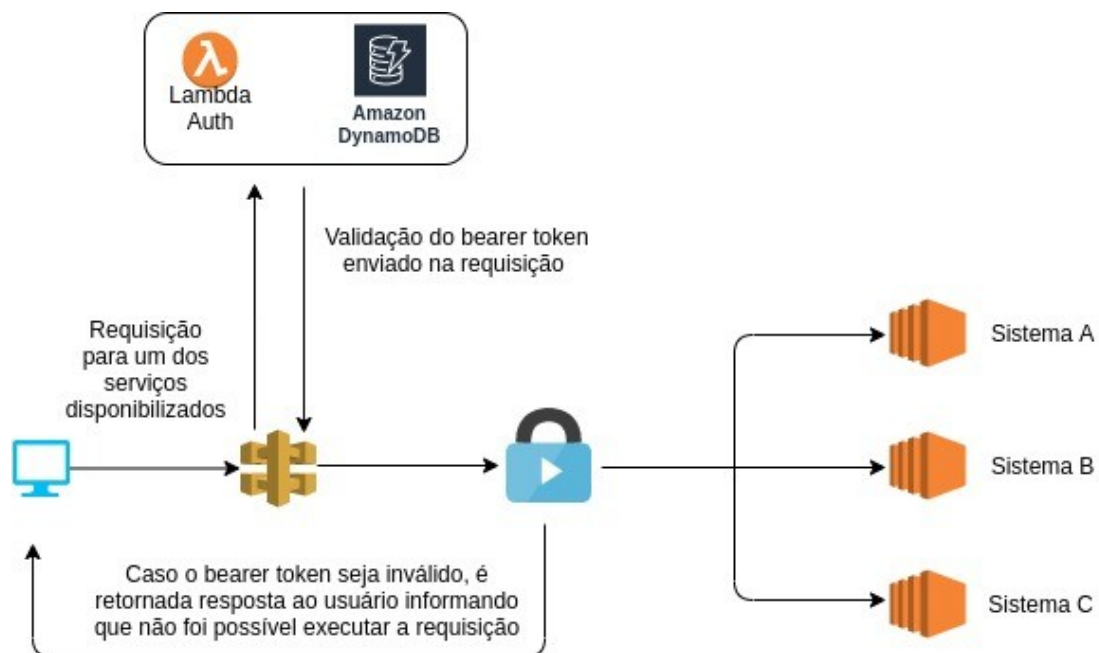 Lambda
Auth
Amazon
DynamoDB
Validação do bearer token
enviado na requisição
Requisição
para um dos
serviços
disponibilizados
Sistema A
Sistema B
Caso o bearer token seja inválido, é
retornada resposta ao usuário informando
que não foi possível executar a requisição
Sistema C